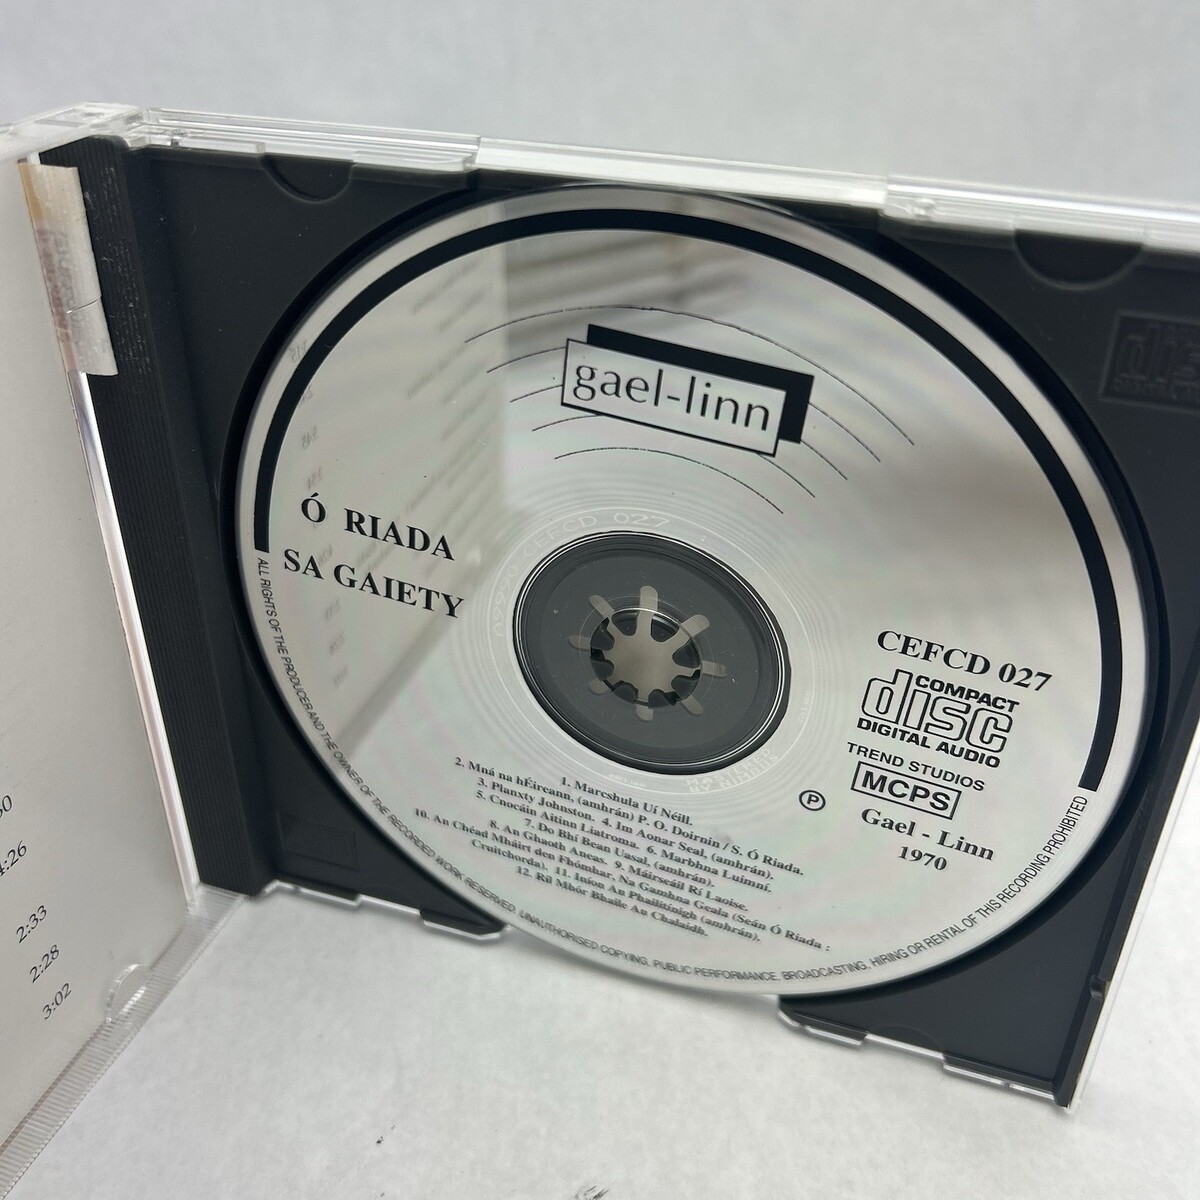 gael-linn
Ó RIADA
SA GAIETY
CEFCD 027
COMPACT
disc
DIGITAL AUDIO
TREND STUDIOS
MCPS
P
Gael - Linn
1970
1. Marcshula Uí Néill.
2. Mná na hÉireann, (amhrán) P. O. Doirnin / S. Ó Riada.
3. Planxty Johnston. 4. Im Aonar Seal, (amhrán).
5. Cnocáin Aitinn Liatroma. 6. Marbhna Luimní.
7. Do Bhí Bean Uasal, (amhrán).
8. An Ghaoth Aneas. 9. Máirseáil Rí Laoise.
10. An Chéad Mháirt den Fhómhar, Na Gamhna Geala (Seán Ó Riada :
Cruitchorda). 11. Iníon An Phailitínigh (amhrán).
12. Ríl Mhór Bhaile An Chalaidh.
ALL RIGHTS OF THE PRODUCER AND THE OWNER OF THE RECORDED WORK RESERVED. UNAUTHORISED COPYING, PUBLIC PERFORMANCE, BROADCASTING, HIRING OR RENTAL OF THIS RECORDING PROHIBITED
CEFCD 027
4:26
2:33
2:28
3:02